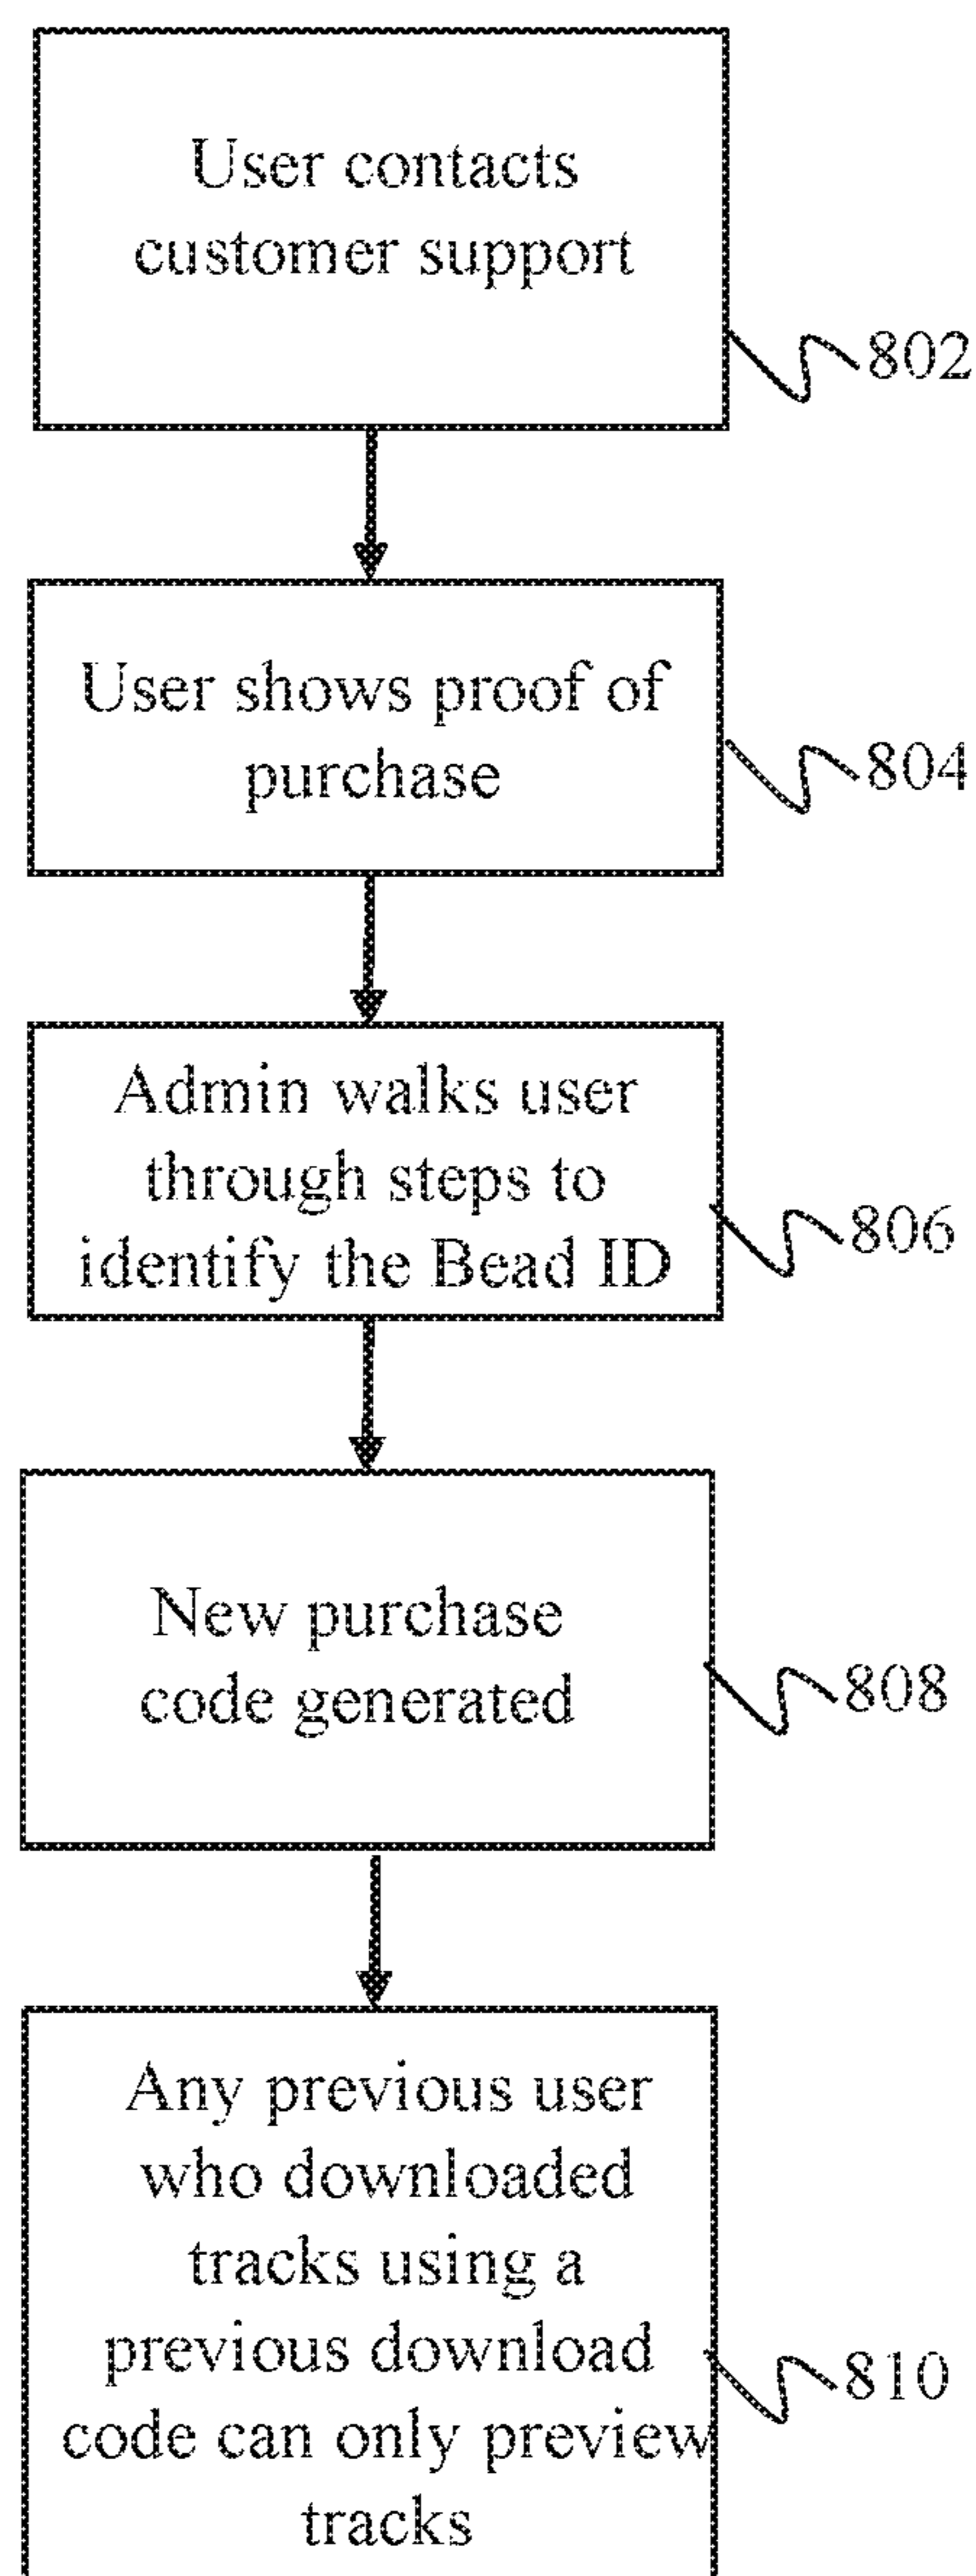 User contacts
customer support
802
User shows proof of
purchase
804
Admin walks user
through steps to
identify the Bead ID
806
New purchase
code generated
808
Any previous user
who downloaded
tracks using a
previous download
code can only preview
tracks
810